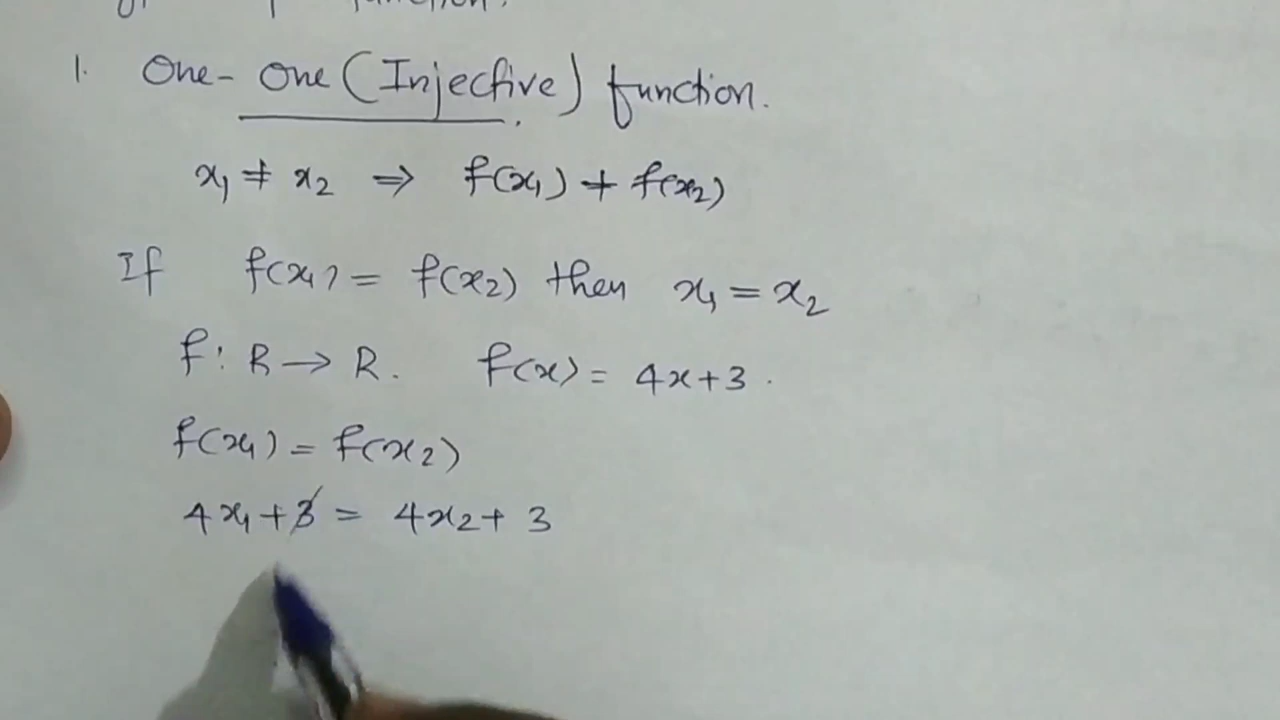 function.
1. One-one (Injective) function.
x₁ ≠ x₂ ⇒ f(x₁) ≠ f(x₂)
If f(x₁) = f(x₂) then x₁ = x₂
f: R → R. f(x) = 4x+3.
f(x₁) = f(x₂)
4x₁+3 = 4x₂+3